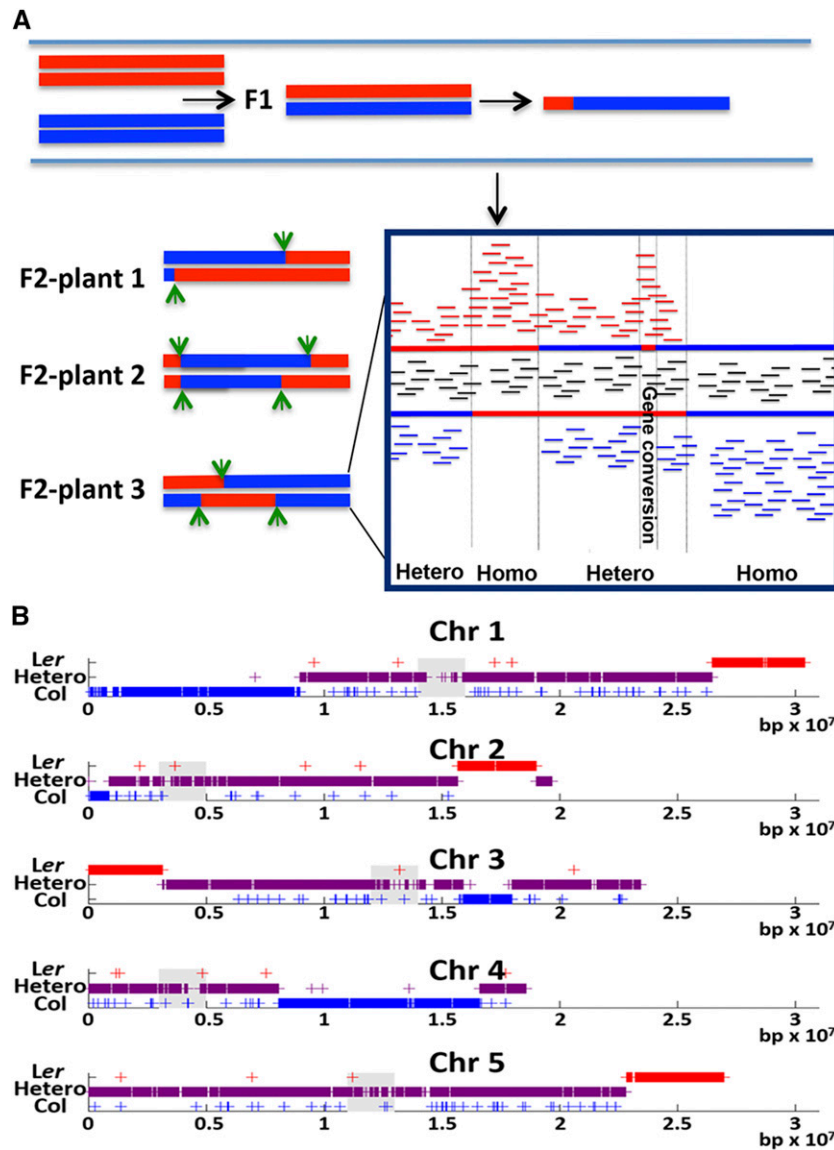 A
F1
F2-plant 1
F2-plant 2
F2-plant 3
Gene conversion
Hetero Homo Hetero Homo
B
Chr 1
Ler
Hetero
Col
0 0.5 1 1.5 2 2.5 3
bp x 10⁷
Chr 2
Ler
Hetero
Col
0 0.5 1 1.5 2 2.5 3
bp x 10⁷
Chr 3
Ler
Hetero
Col
0 0.5 1 1.5 2 2.5 3
bp x 10⁷
Chr 4
Ler
Hetero
Col
0 0.5 1 1.5 2 2.5 3
bp x 10⁷
Chr 5
Ler
Hetero
Col
0 0.5 1 1.5 2 2.5 3
bp x 10⁷